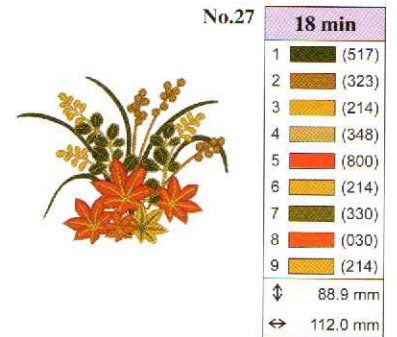 No.27
18 min
1 (517)
2 (323)
3 (214)
4 (348)
5 (800)
6 (214)
7 (330)
8 (030)
9 (214)
⇕ 88.9 mm
⇔ 112.0 mm